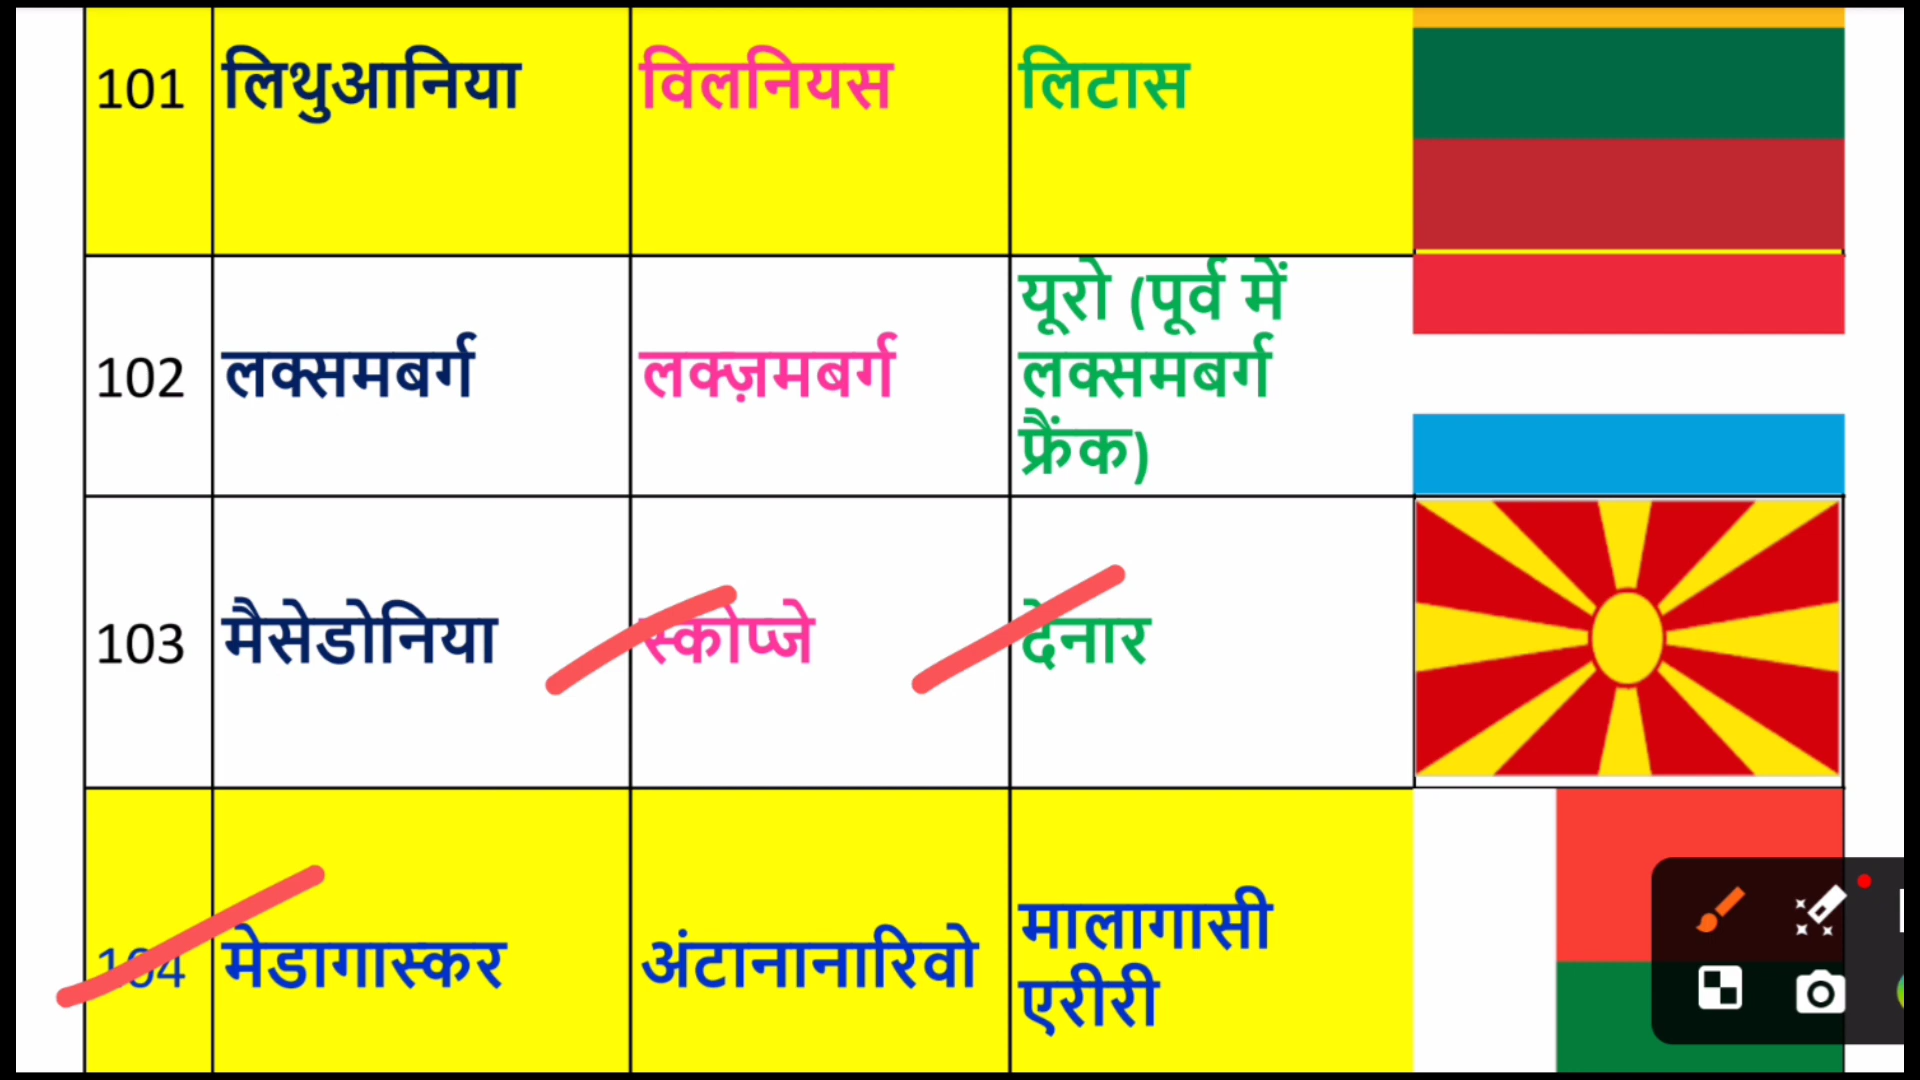 101 लिथुआनिया विलनियस लिटास
102 लक्समबर्ग लक्ज़मबर्ग यूरो (पूर्व में
लक्समबर्ग
फ्रैंक)
103 मैसेडोनिया स्कोप्जे देनार
104 मेडागास्कर अंटानानारिवो मालागासी
एरीरी